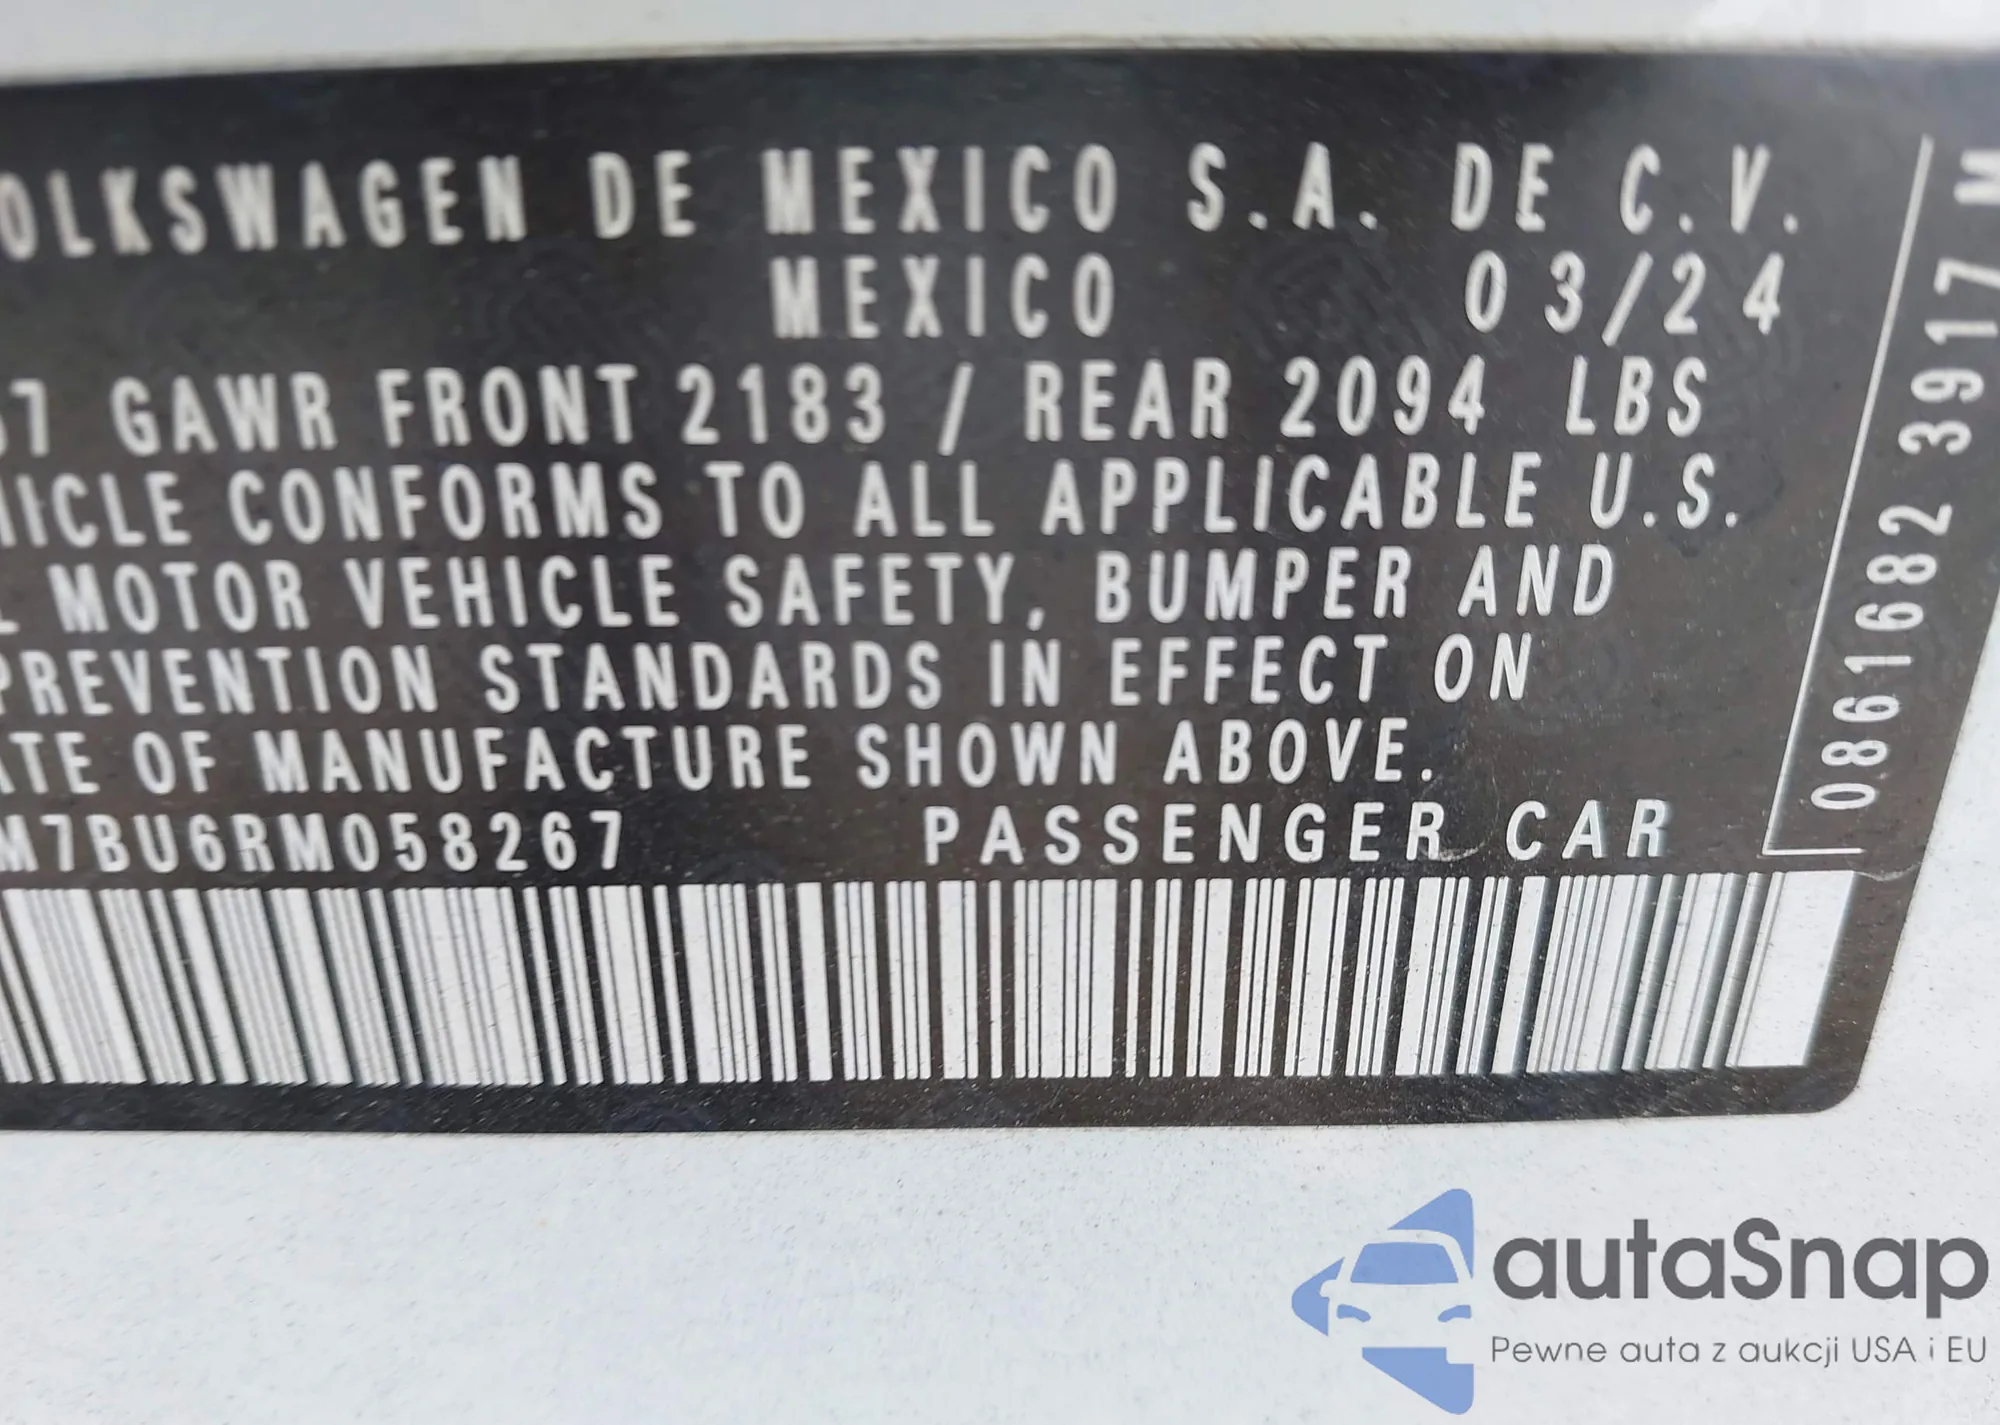 OLKSWAGEN DE MEXICO S.A. DE C.V.
MEXICO 03/24
57 GAWR FRONT 2183 / REAR 2094 LBS
HICLE CONFORMS TO ALL APPLICABLE U.S.
L MOTOR VEHICLE SAFETY, BUMPER AND
PREVENTION STANDARDS IN EFFECT ON
ATE OF MANUFACTURE SHOWN ABOVE.
M7BU6RM058267 PASSENGER CAR
0861682 3917 M
autaSnap
Pewne auta z aukcji USA i EU